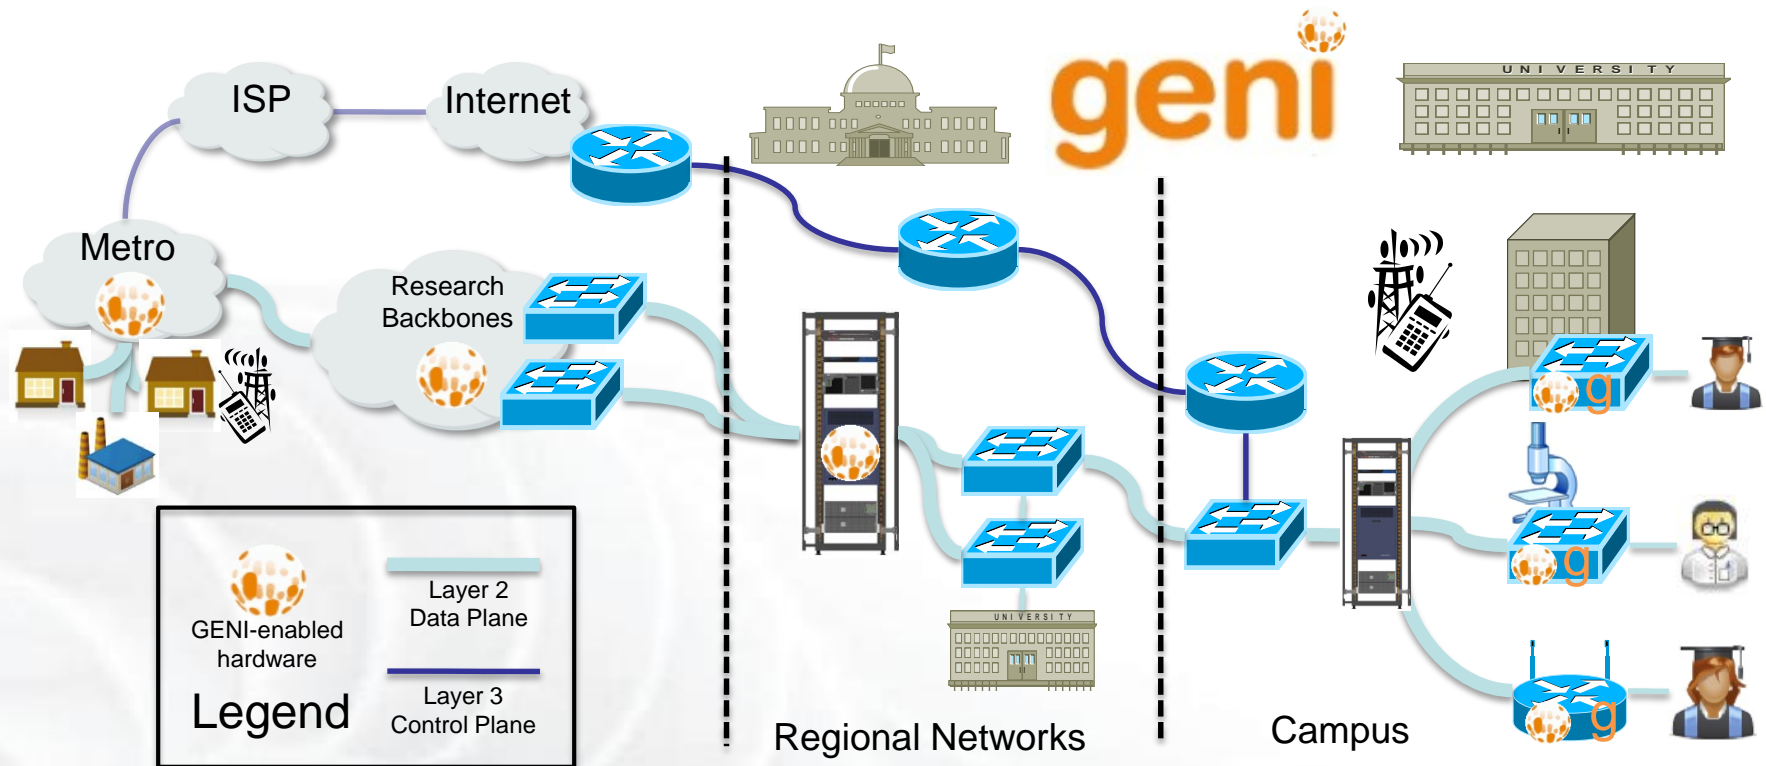 ISP
Internet
geni
UNIVERSITY
Metro
Research
Backbones
g
g
g
UNIVERSITY
GENI-enabled
hardware
Legend
Layer 2
Data Plane
Layer 3
Control Plane
Regional Networks
Campus